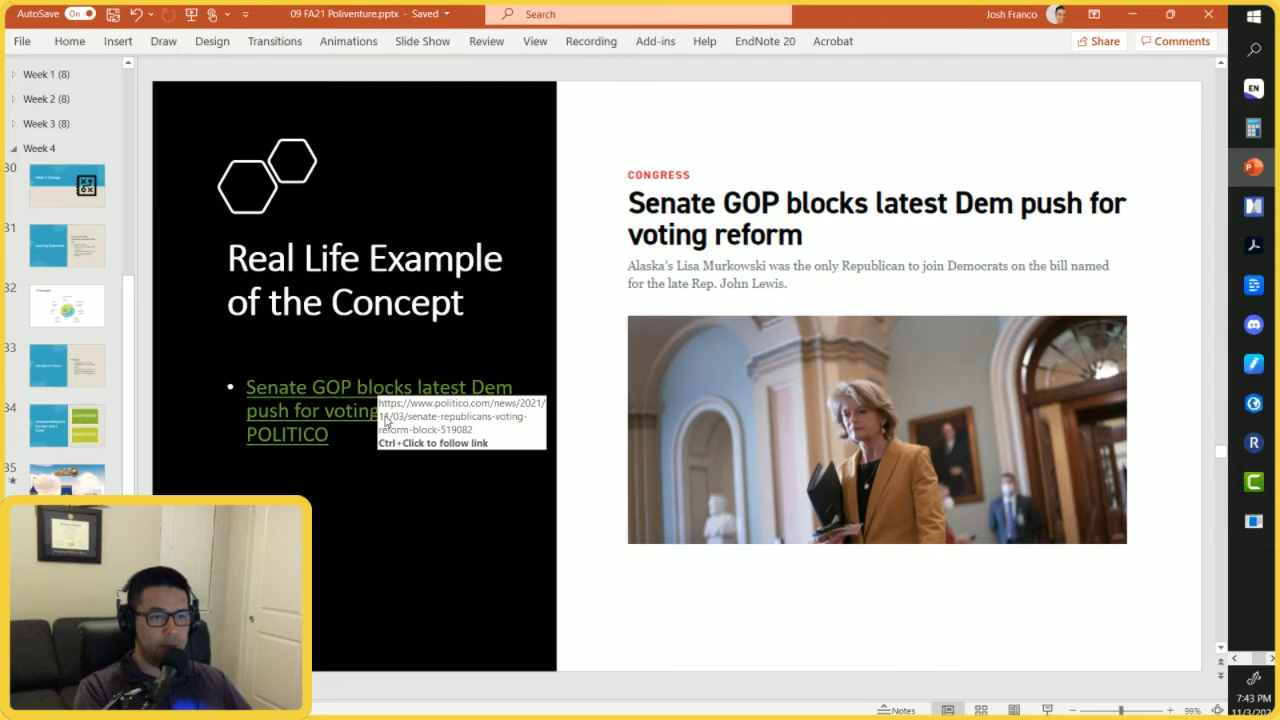 AutoSave On 09 FA21 Poliventure.pptx - Saved Search Josh Franco
File Home Insert Draw Design Transitions Animations Slide Show Review View Recording Add-ins Help EndNote 20 Acrobat Share Comments
Week 1 (8)
Week 2 (8)
Week 3 (8)
Week 4
30
31
32
33
34
35
Real Life Example
of the Concept
• Senate GOP blocks latest Dem
push for voting
POLITICO
https://www.politico.com/news/2021/
11/03/senate-republicans-voting-
reform-block-519082
Ctrl+Click to follow link
CONGRESS
Senate GOP blocks latest Dem push for
voting reform
Alaska's Lisa Murkowski was the only Republican to join Democrats on the bill named
for the late Rep. John Lewis.
EN
R
Notes 99%
7:43 PM